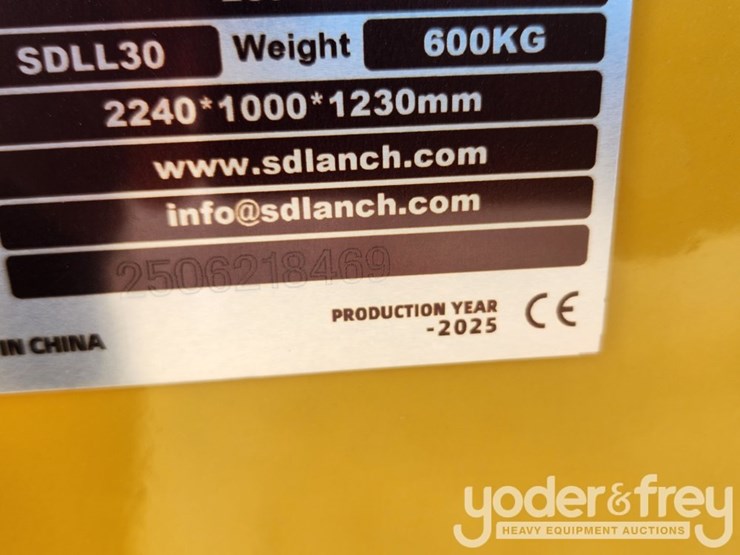 SDLL30 Weight 600KG
2240*1000*1230mm
www.sdlanch.com
info@sdlanch.com
2506218469
PRODUCTION YEAR
-2025 CE
IN CHINA
yoder&frey
HEAVY EQUIPMENT AUCTIONS